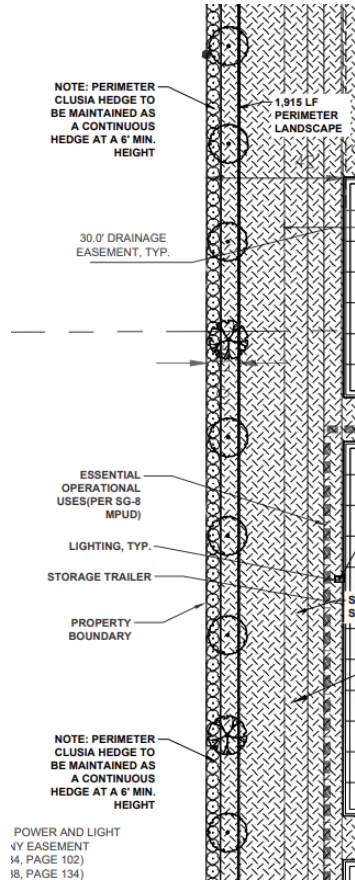 NOTE: PERIMETER
CLUSIA HEDGE TO
BE MAINTAINED AS
A CONTINUOUS
HEDGE AT A 6' MIN.
HEIGHT
1,915 LF
PERIMETER
LANDSCAPE
30.0' DRAINAGE
EASEMENT, TYP.
ESSENTIAL
OPERATIONAL
USES(PER SG-8
MPUD)
LIGHTING, TYP.
STORAGE TRAILER
S
S
PROPERTY
BOUNDARY
NOTE: PERIMETER
CLUSIA HEDGE TO
BE MAINTAINED AS
A CONTINUOUS
HEDGE AT A 6' MIN.
HEIGHT
POWER AND LIGHT
NY EASEMENT
34, PAGE 102)
38, PAGE 134)